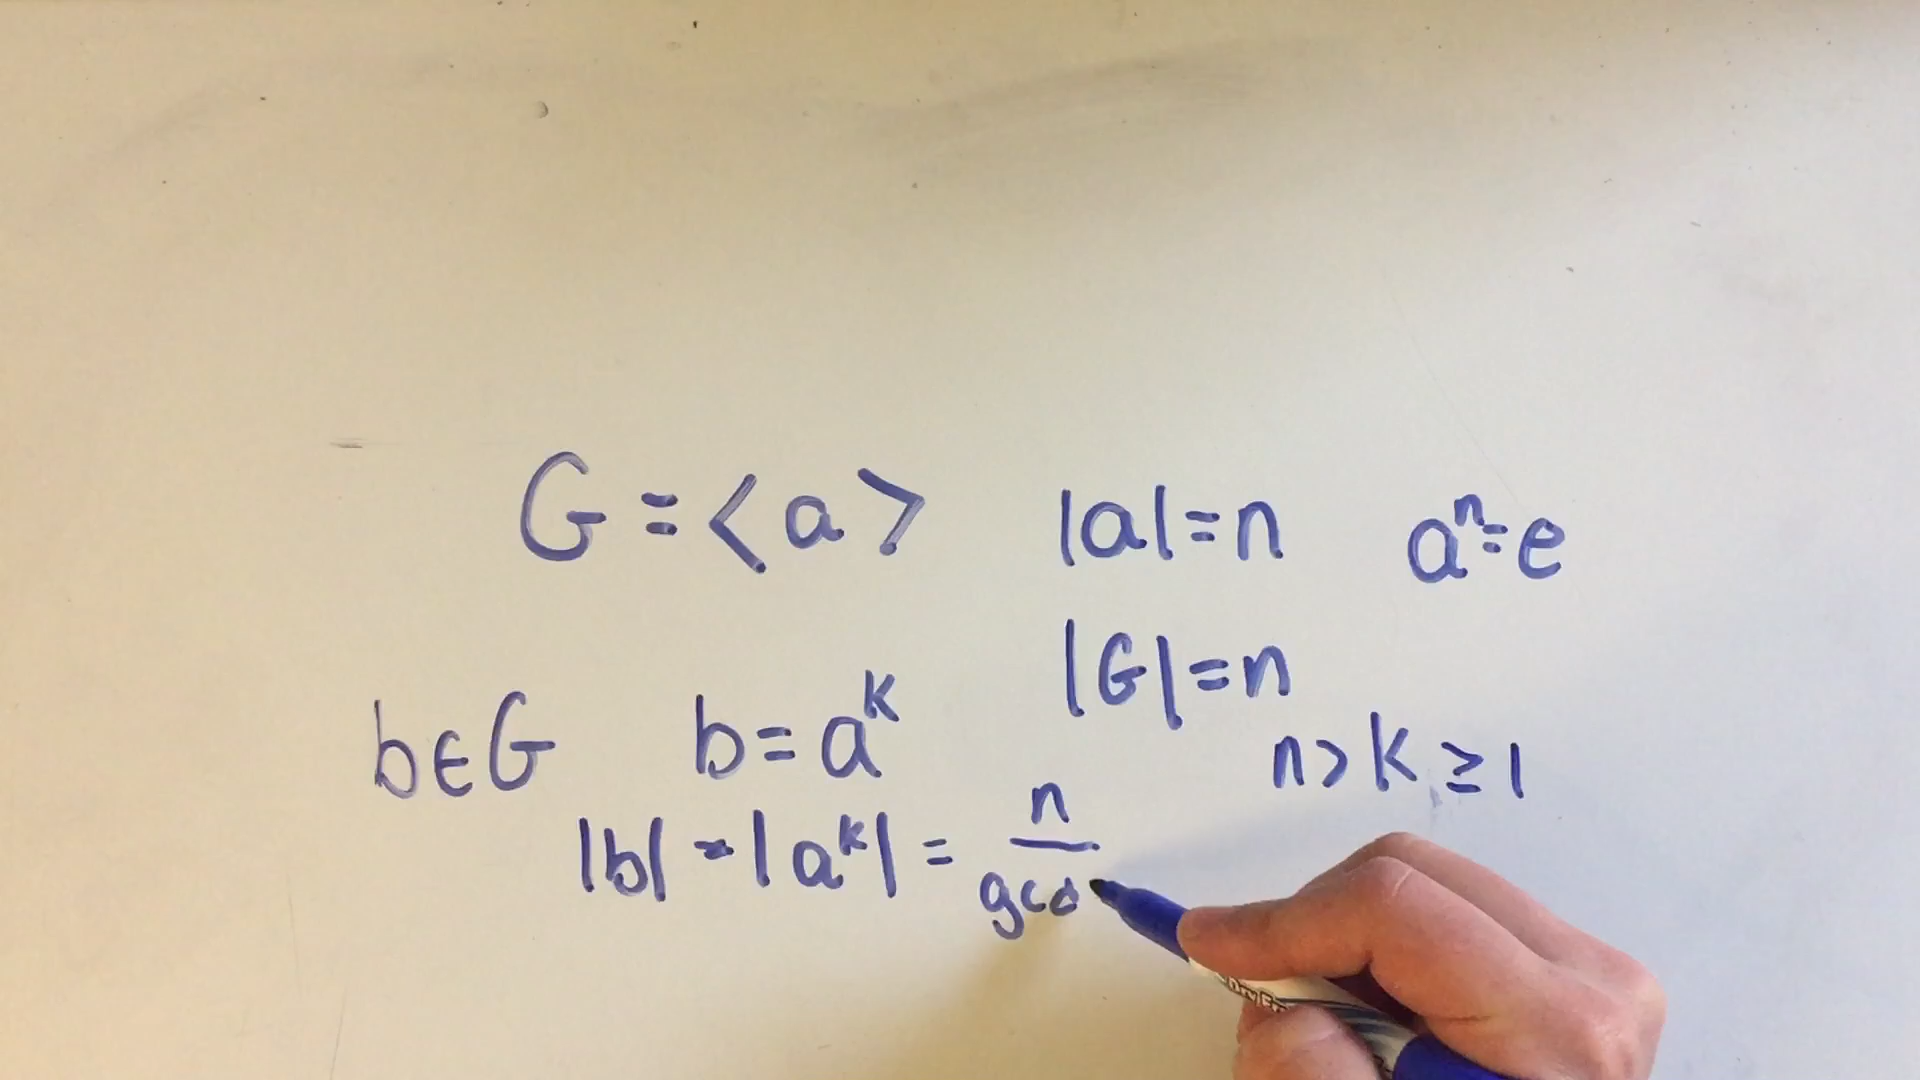 G = <a> |a| = n aⁿ = e
|G| = n
b ∈ G b = aᵏ n > k ≥ 1
|b| = |aᵏ| = n
gcd